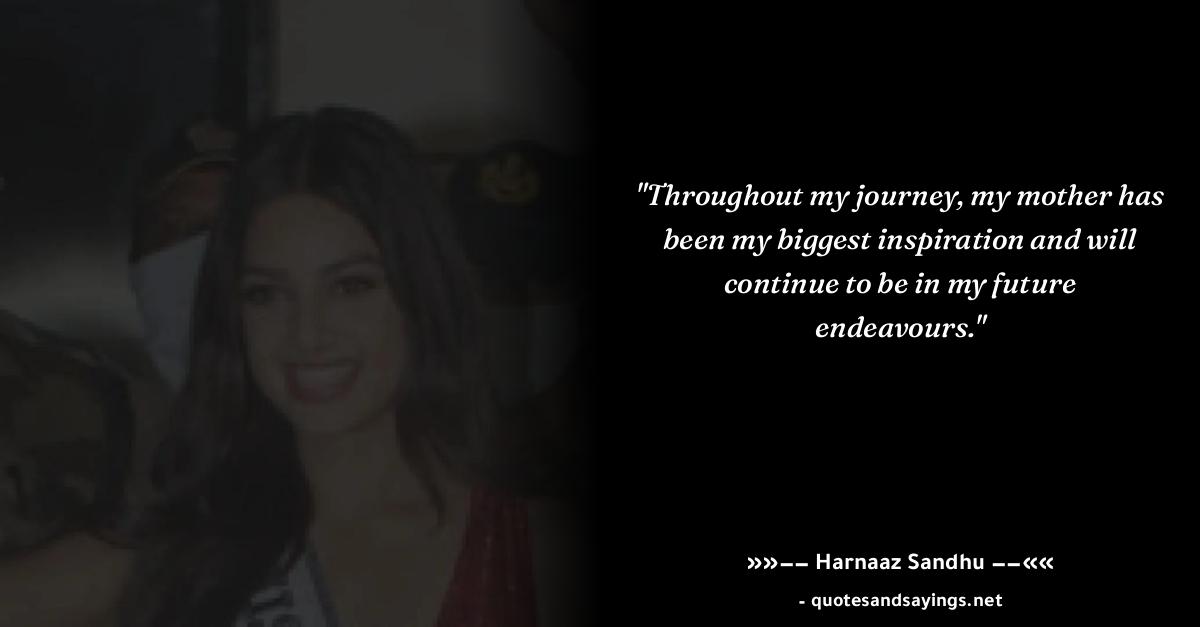 "Throughout my journey, my mother has
been my biggest inspiration and will
continue to be in my future
endeavours."
»»−− Harnaaz Sandhu −−««
- quotesandsayings.net